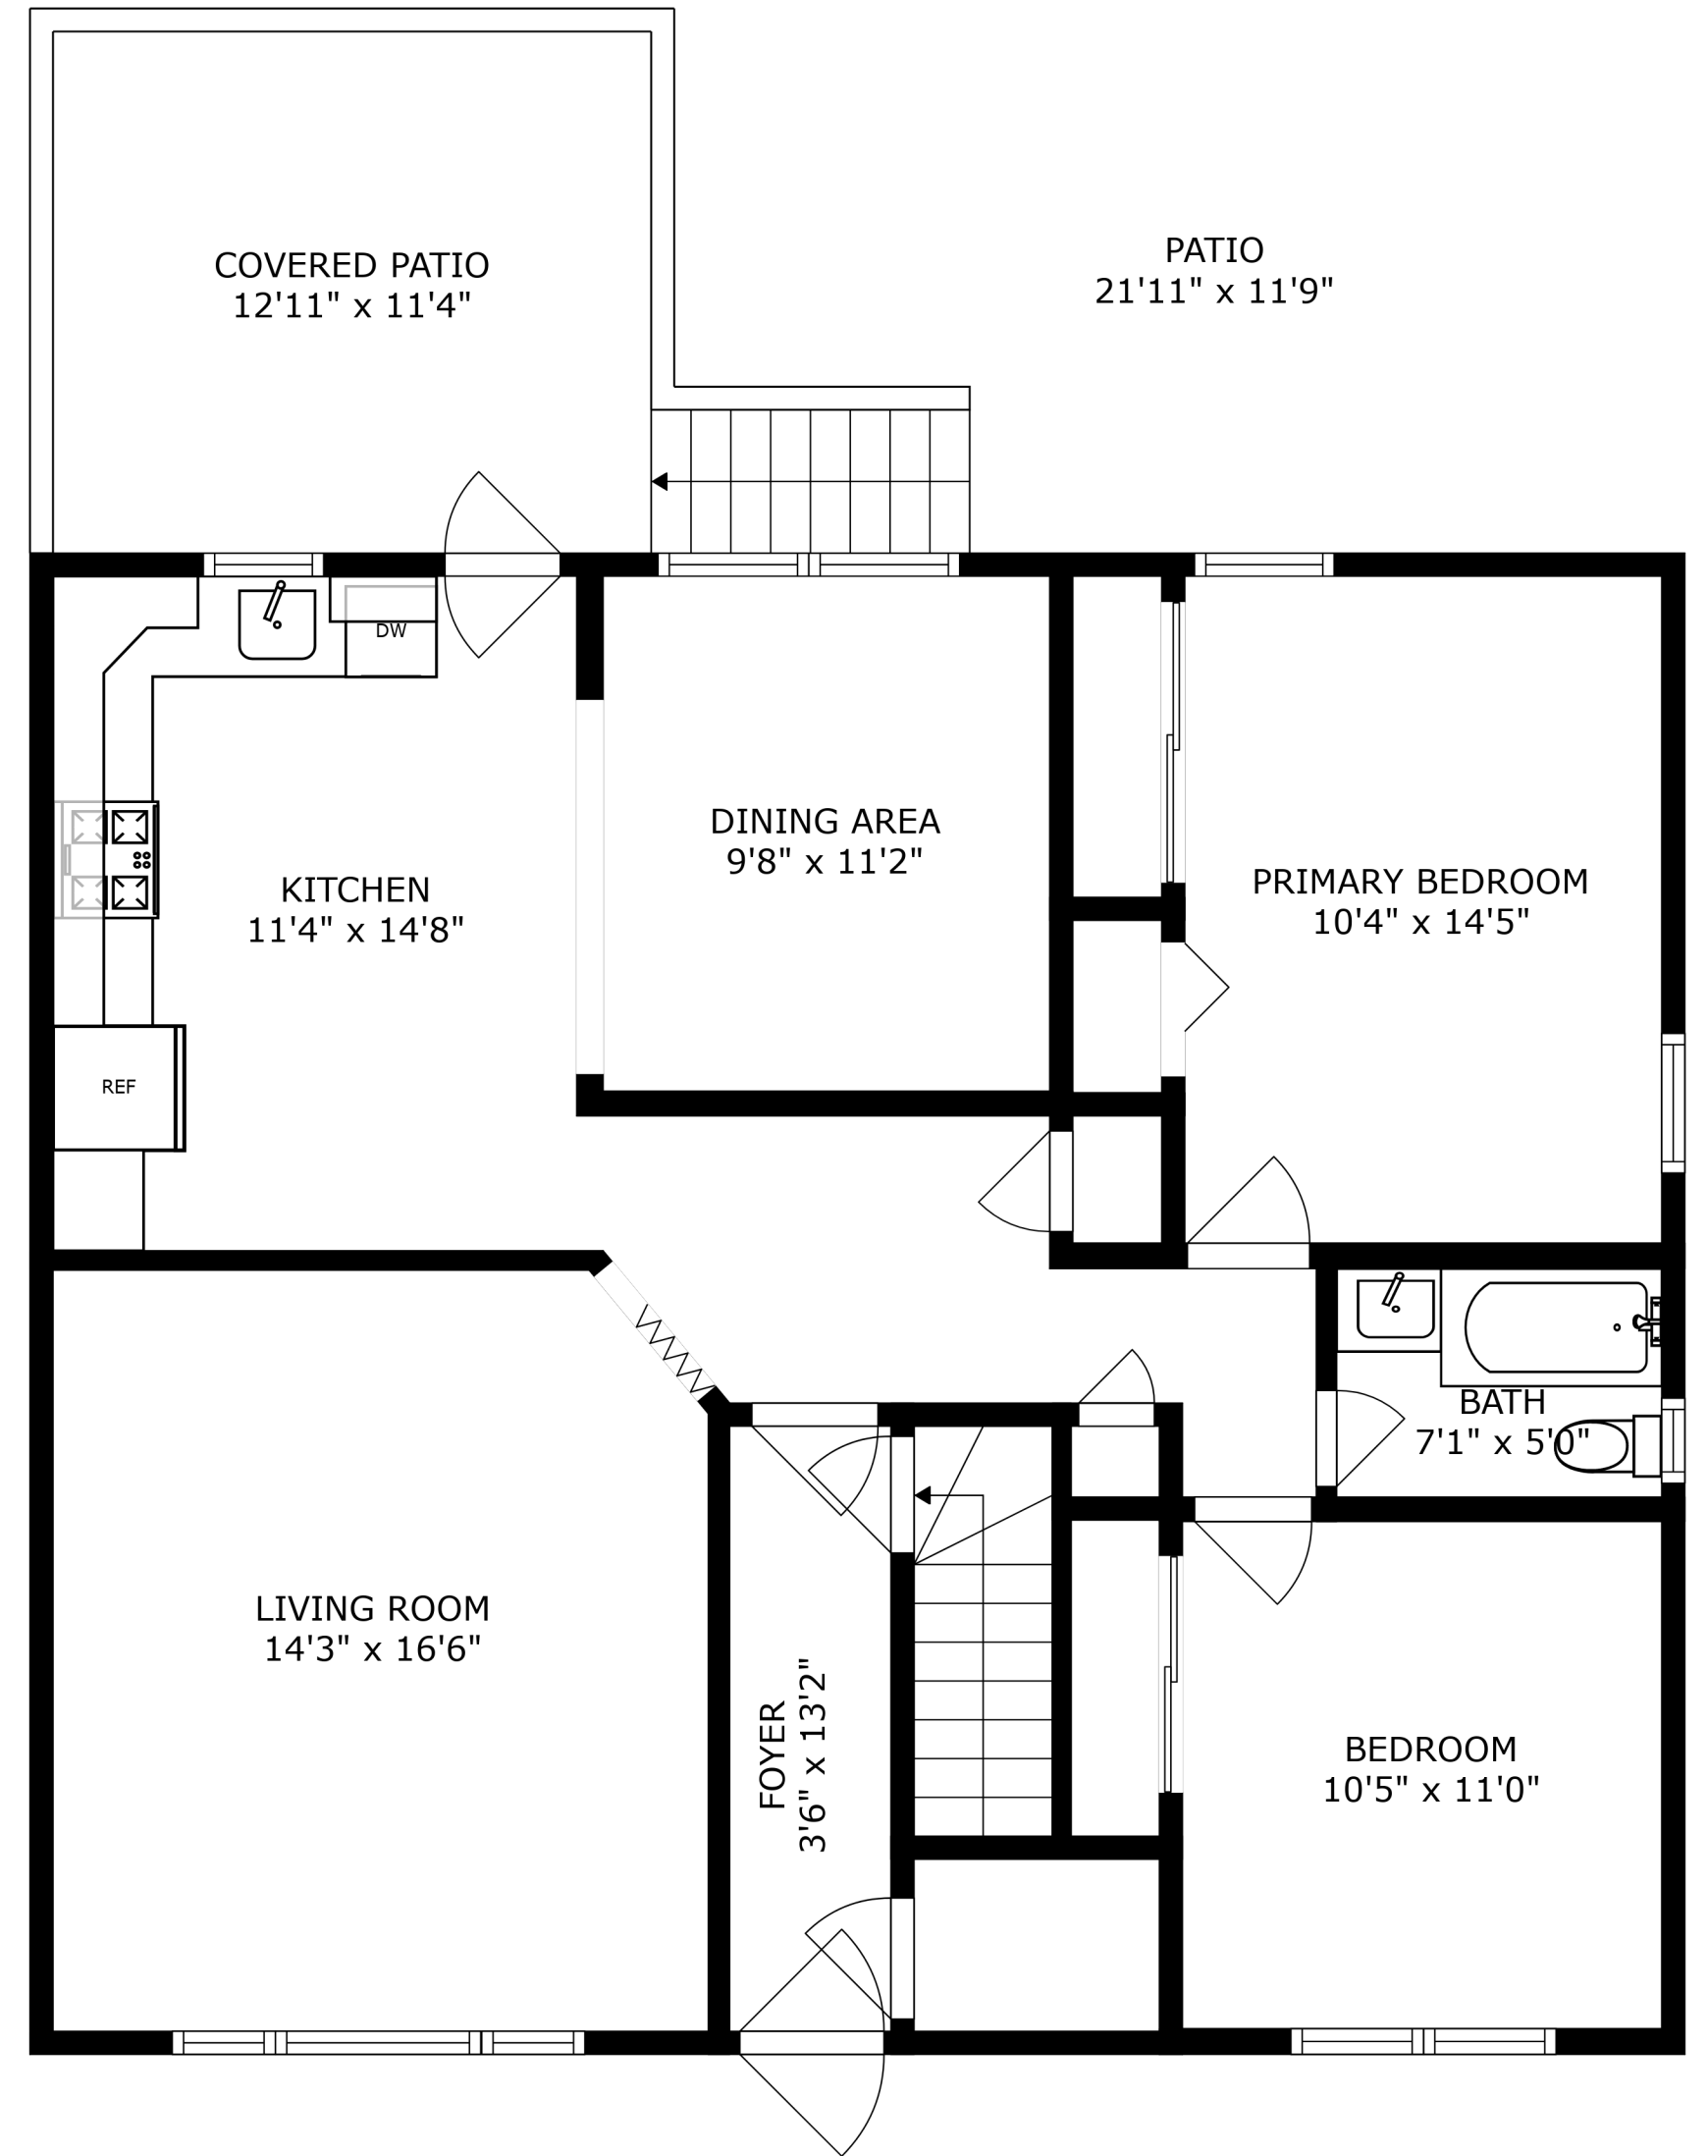 COVERED PATIO
12'11" x 11'4"
PATIO
21'11" x 11'9"
DW
DINING AREA
9'8" x 11'2"
KITCHEN
11'4" x 14'8"
PRIMARY BEDROOM
10'4" x 14'5"
REF
BATH
7'1" x 5'0"
LIVING ROOM
14'3" x 16'6"
FOYER
3'6" x 13'2"
BEDROOM
10'5" x 11'0"